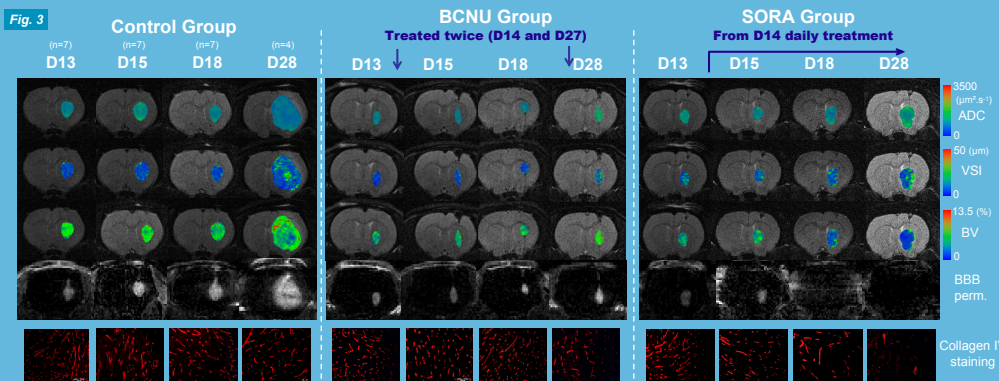 Fig. 3
Control Group
(n=7) (n=7) (n=7) (n=4)
D13 D15 D18 D28
BCNU Group
Treated twice (D14 and D27)
D13 D15 D18 D28
SORA Group
From D14 daily treatment
D13 D15 D18 D28
3500
(µm².s⁻¹)
ADC
0
50 (µm)
VSI
0
13.5 (%)
BV
0
BBB
perm.
Collagen IV
staining